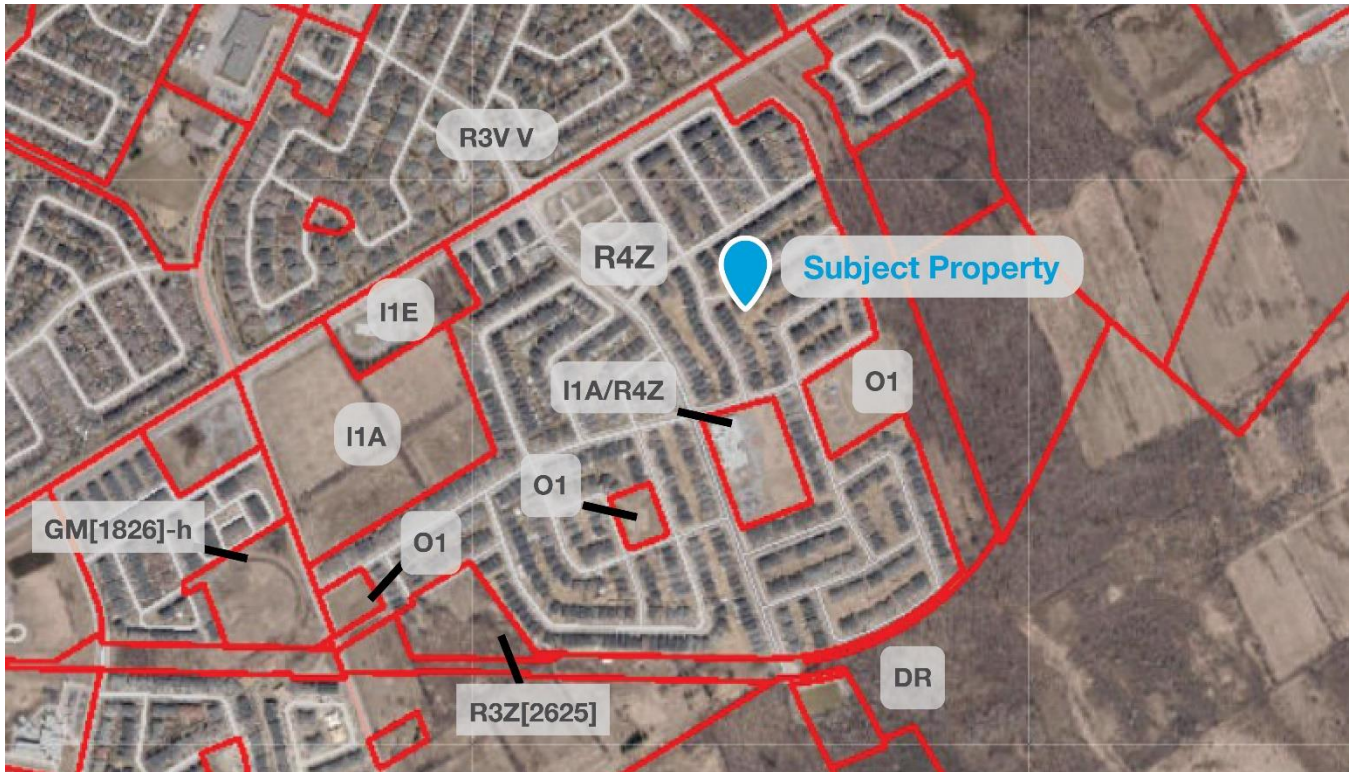 R3V V
R4Z
Subject Property
I1E
I1A/R4Z
O1
I1A
O1
GM[1826]-h
O1
DR
R3Z[2625]